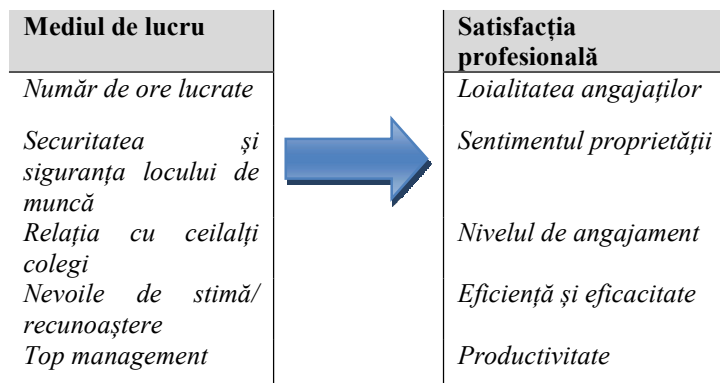 Mediul de lucru
Număr de ore lucrate
Securitatea și
siguranța locului de
muncă
Relația cu ceilalți
colegi
Nevoile de stimă/
recunoaștere
Top management
Satisfacția
profesională
Loialitatea angajaților
Sentimentul proprietății
Nivelul de angajament
Eficiență și eficacitate
Productivitate